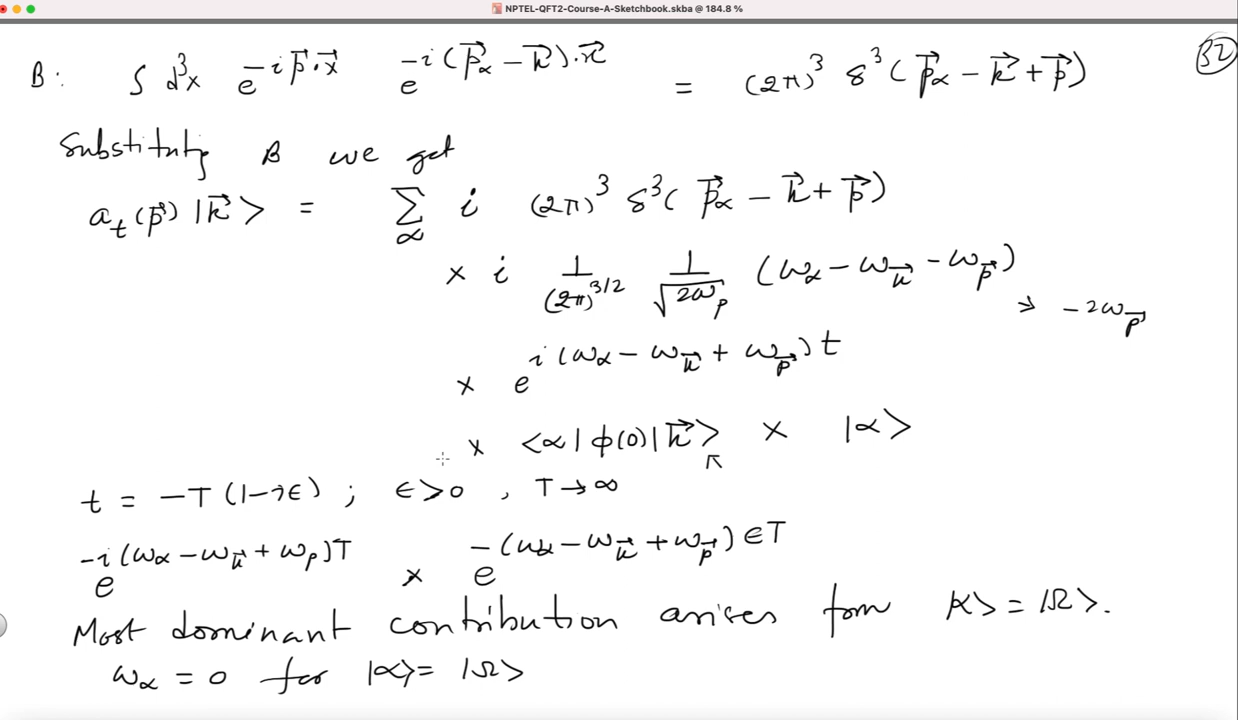 NPTEL-QFT2-Course-A-Sketchbook.skba @ 184.8 %
32
B: ∫ d³x e^{-i p⃗·x⃗} e^{-i(p⃗_α - k⃗)·x⃗} = (2π)³ δ³(p⃗_α - k⃗ + p⃗)
Substituting B we get
a_t(p⃗) |k⃗> = Σ_α i (2π)³ δ³(p⃗_α - k⃗ + p⃗)
× i 1/(2π)^{3/2} 1/√(2ω_p) (ω_α - ω_k⃗ - ω_p⃗)
→ -2ω_p⃗
× e^{i(ω_α - ω_k⃗ + ω_p⃗)t}
× <α|φ(0)|k⃗> × |α>
t = -T(1-iε) ; ε>0 , T→∞
e^{-i(ω_α - ω_k⃗ + ω_p)T} × e^{-(ω_α - ω_k⃗ + ω_p⃗)εT}
Most dominant contribution arises from |α> = |Ω>.
ω_α = 0 for |α> = |Ω>